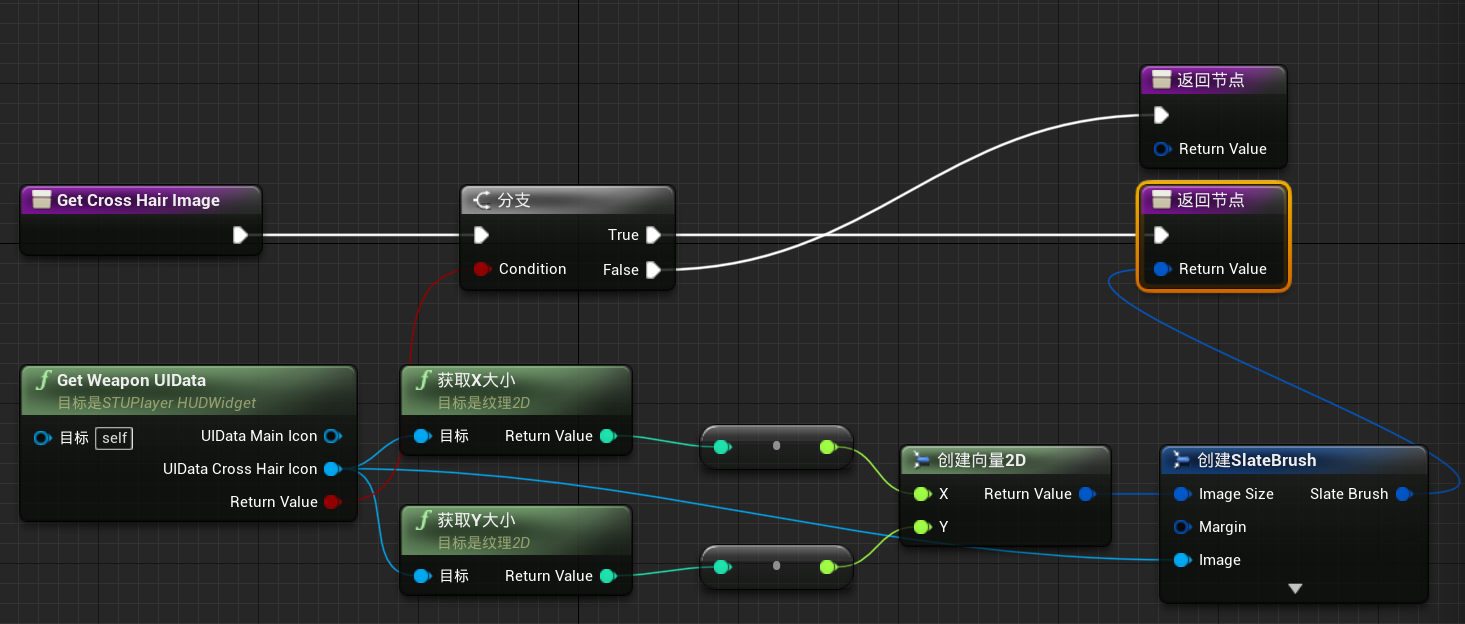 返回节点
Return Value
Get Cross Hair Image
分支
True
Condition
False
返回节点
Return Value
Get Weapon UIData
目标是STUPlayer HUDWidget
目标 self
UIData Main Icon
UIData Cross Hair Icon
Return Value
获取X大小
目标是纹理2D
目标
Return Value
获取Y大小
目标是纹理2D
目标
Return Value
创建向量2D
X
Return Value
Y
创建SlateBrush
Image Size
Slate Brush
Margin
Image